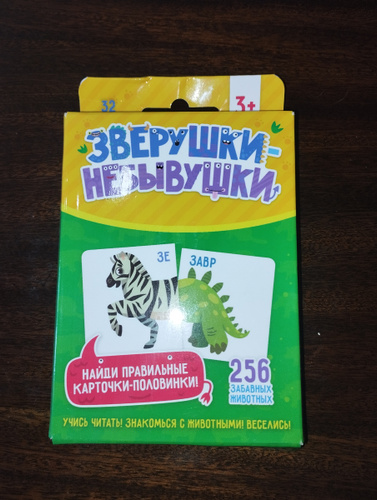 32
3+
ЗВЕРУШКИ-
НЕБЫВУШКИ
ЗЕ
ЗАВР
НАЙДИ ПРАВИЛЬНЫЕ
КАРТОЧКИ-ПОЛОВИНКИ!
256
ЗАБАВНЫХ
ЖИВОТНЫХ
УЧИСЬ ЧИТАТЬ! ЗНАКОМЬСЯ С ЖИВОТНЫМИ! ВЕСЕЛИСЬ!